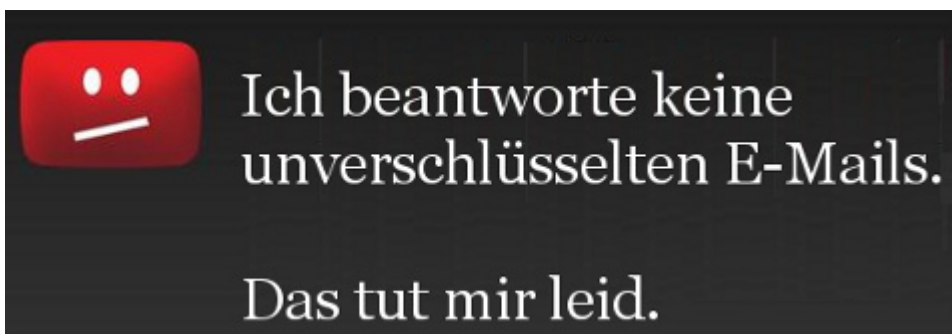 Ich beantworte keine
unverschlüsselten E-Mails.
Das tut mir leid.